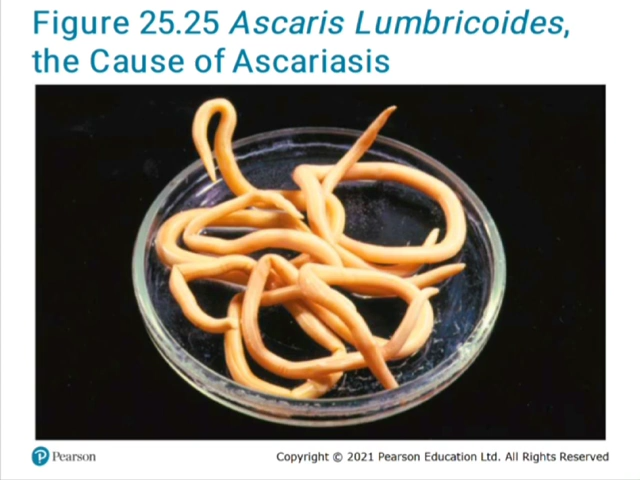 Figure 25.25 Ascaris Lumbricoides,
the Cause of Ascariasis
Pearson
Copyright © 2021 Pearson Education Ltd. All Rights Reserved